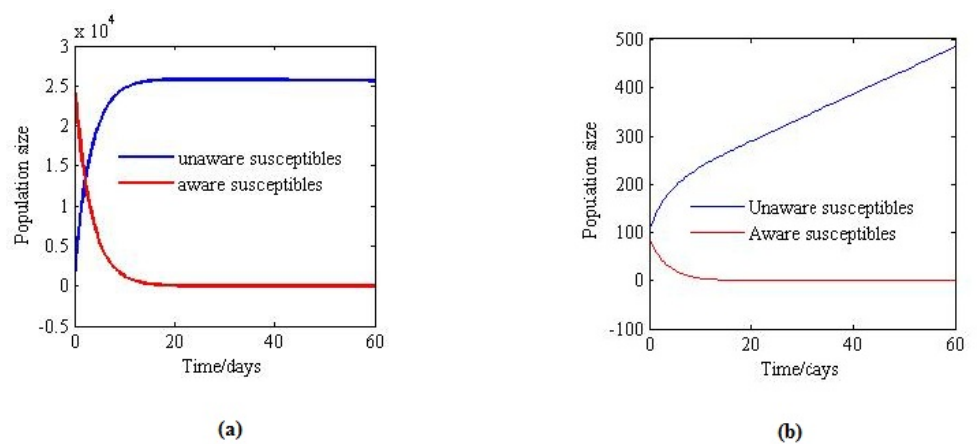 x 10^4
3
2.5
2
1.5
1
0.5
0
-0.5
Population size
unaware susceptibles
aware susceptibles
0 20 40 60
Time/days
(a)
500
400
300
200
100
0
-100
Population size
Unaware susceptibles
Aware susceptibles
0 20 40 60
Time/days
(b)